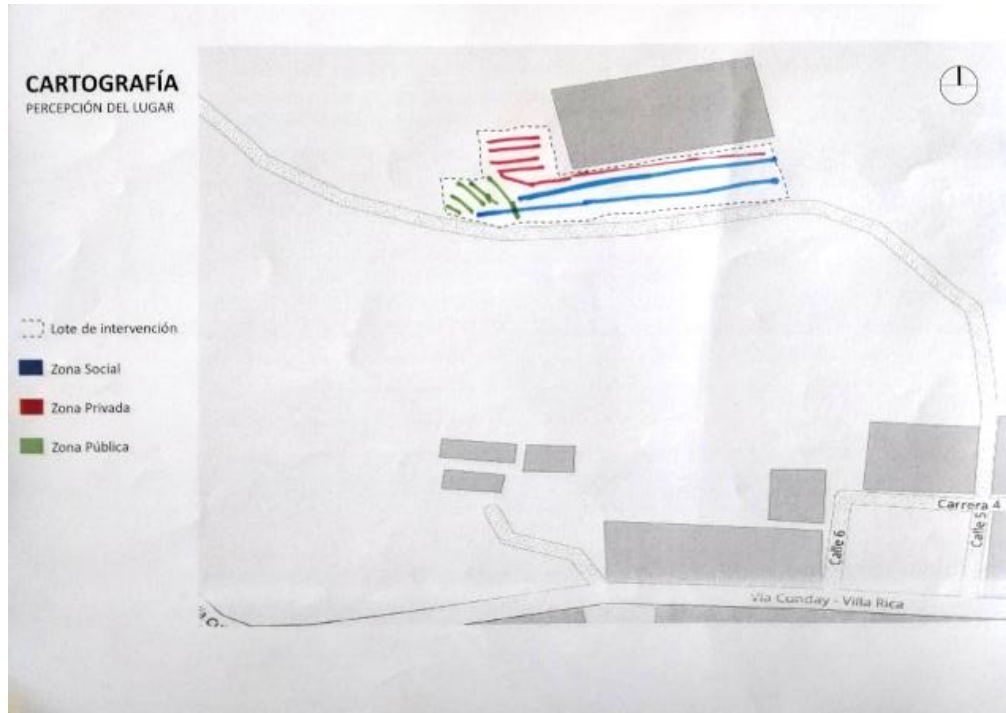 CARTOGRAFÍA
PERCEPCIÓN DEL LUGAR
Lote de intervención
Zona Social
Zona Privada
Zona Pública
Carrera 4
Calle 5
Calle 6
Via Cunday - Villa Rica